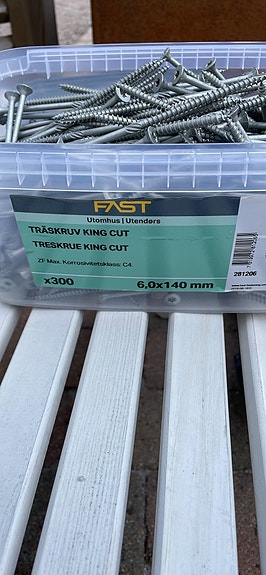 FAST
Utomhus | Utendørs
TRÄSKRUV KING CUT
TRESKRUE KING CUT
ZF Max. Korrosivitetsklass: C4.
x300 6,0x140 mm
281206